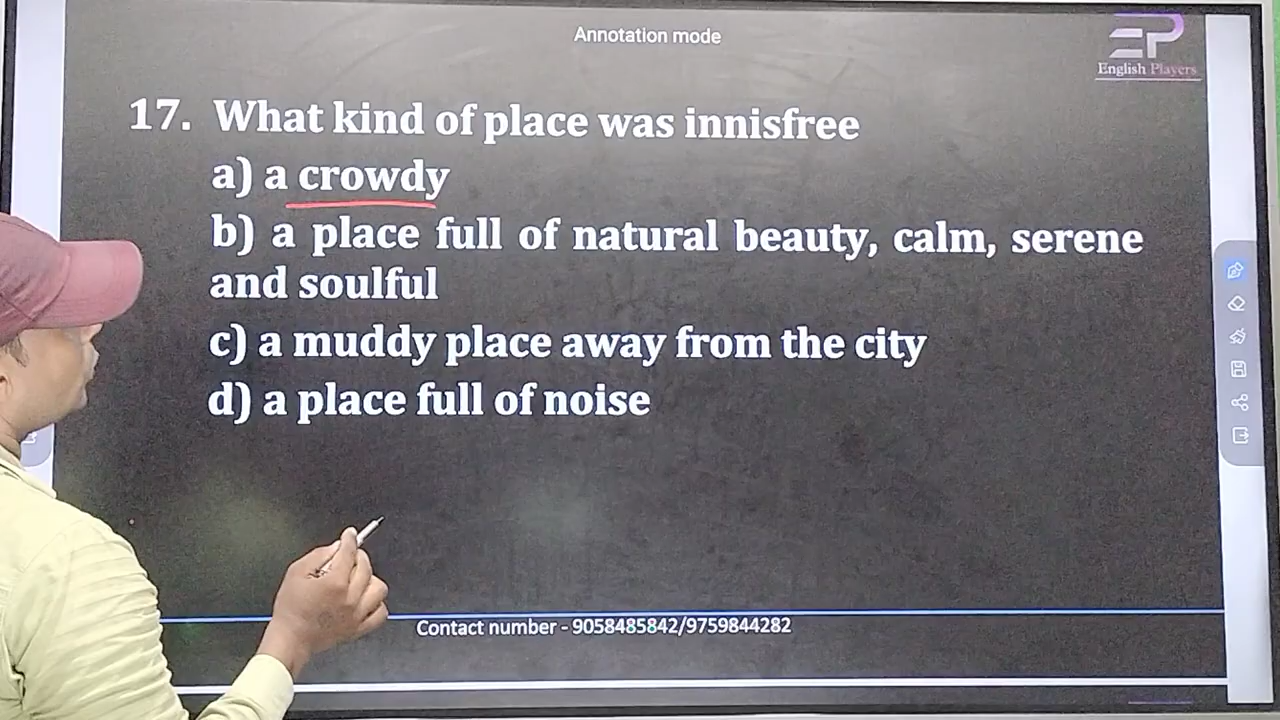 Annotation mode
EP
English Players
17. What kind of place was innisfree
a) a crowdy
b) a place full of natural beauty, calm, serene
and soulful
c) a muddy place away from the city
d) a place full of noise
Contact number - 9058485842/9759844282